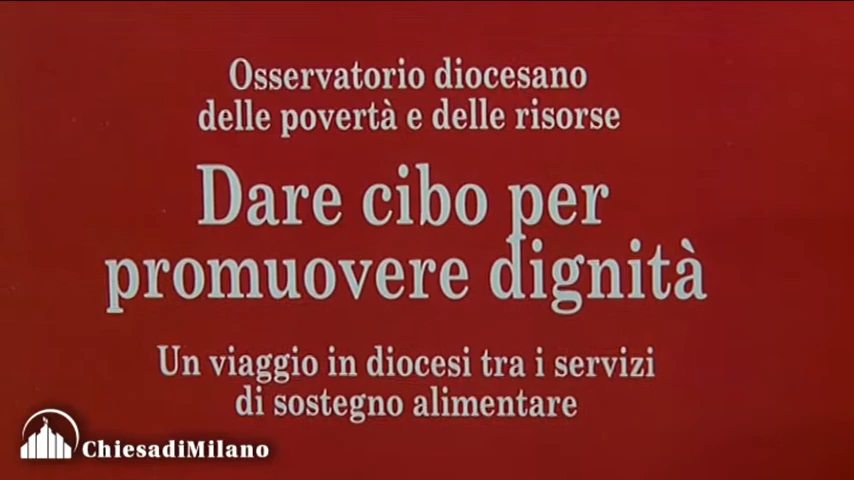 Osservatorio diocesano
delle povertà e delle risorse
Dare cibo per
promuovere dignità
Un viaggio in diocesi tra i servizi
di sostegno alimentare
ChiesadiMilano